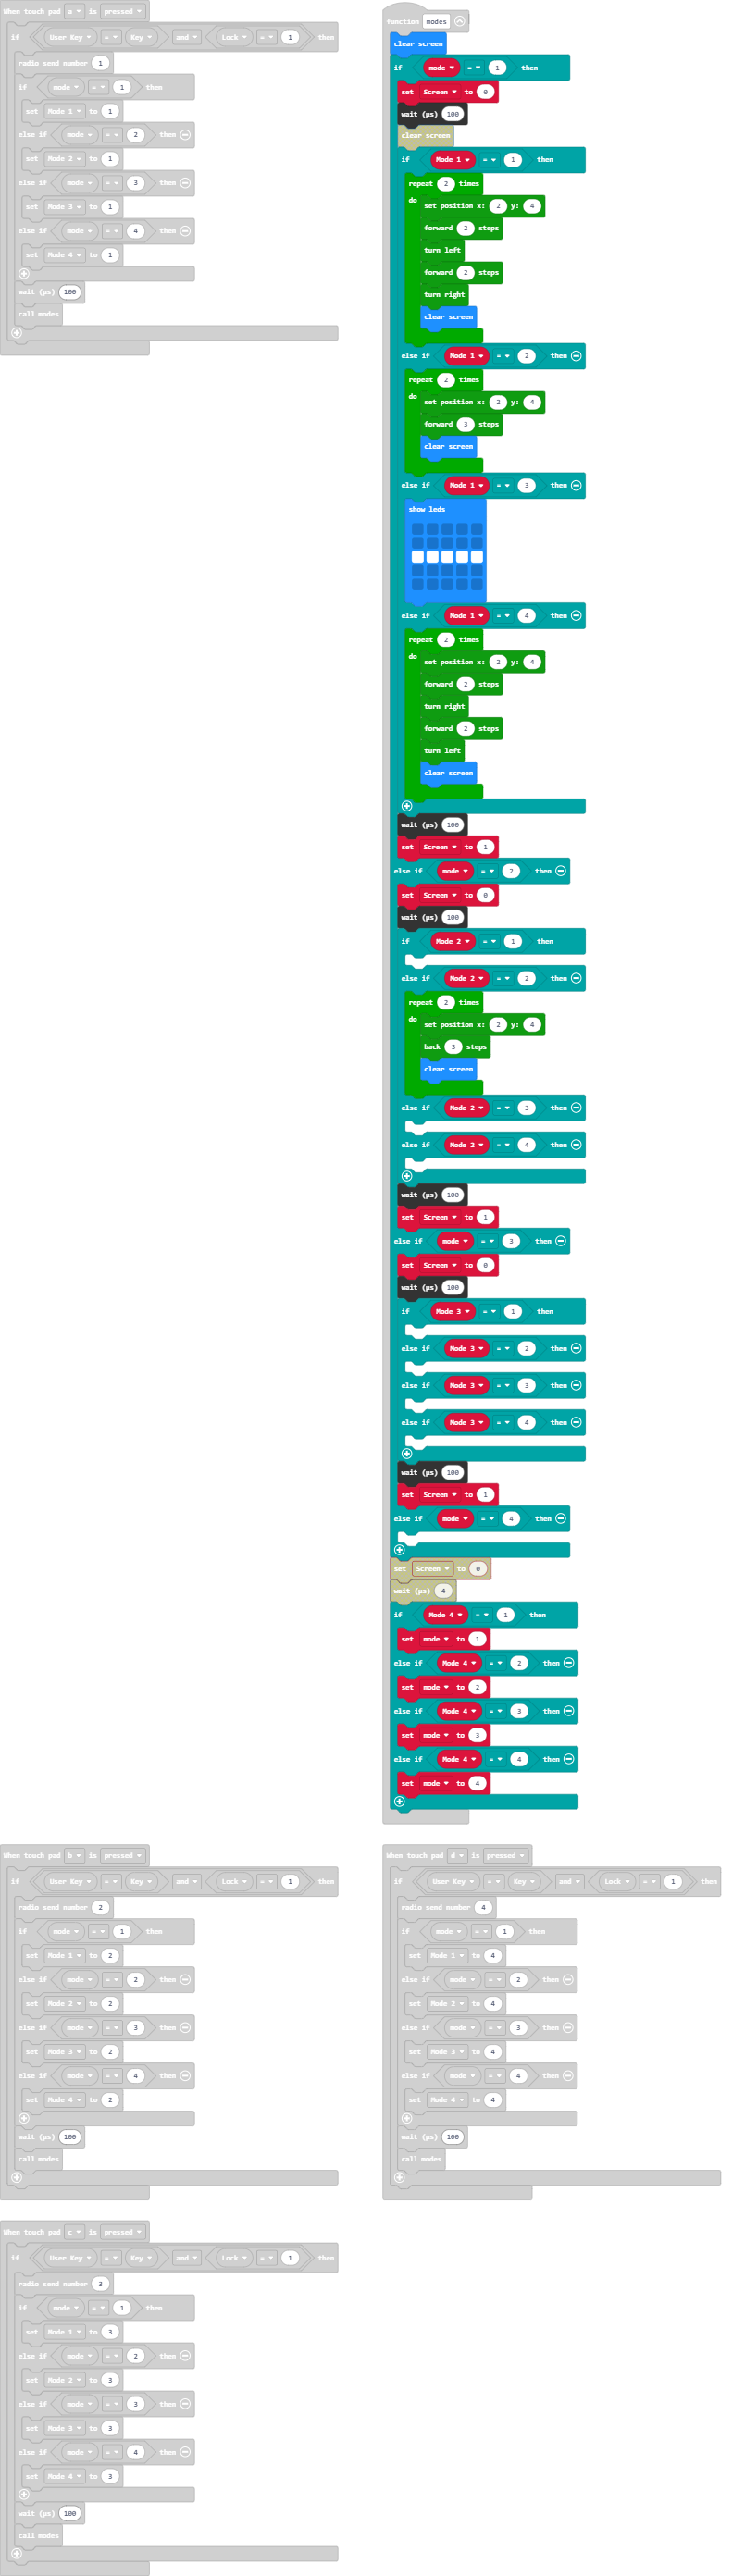 When touch pad a is pressed
if User Key = Key and Lock = 1 then
radio send number 1
if mode = 1 then
set Mode 1 to 1
else if mode = 2 then
set Mode 2 to 1
else if mode = 3 then
set Mode 3 to 1
else if mode = 4 then
set Mode 4 to 1
wait (µs) 100
call modes
function modes
clear screen
if mode = 1 then
set Screen to 0
wait (µs) 100
clear screen
if Mode 1 = 1 then
repeat 2 times
do set position x: 2 y: 4
forward 2 steps
turn left
forward 2 steps
turn right
clear screen
else if Mode 1 = 2 then
repeat 2 times
do set position x: 2 y: 4
forward 3 steps
clear screen
else if Mode 1 = 3 then
show leds
else if Mode 1 = 4 then
repeat 2 times
do set position x: 2 y: 4
forward 2 steps
turn right
forward 2 steps
turn left
clear screen
wait (µs) 100
set Screen to 1
else if mode = 2 then
set Screen to 0
wait (µs) 100
if Mode 2 = 1 then
else if Mode 2 = 2 then
repeat 2 times
do set position x: 2 y: 4
back 3 steps
clear screen
else if Mode 2 = 3 then
else if Mode 2 = 4 then
wait (µs) 100
set Screen to 1
else if mode = 3 then
set Screen to 0
wait (µs) 100
if Mode 3 = 1 then
else if Mode 3 = 2 then
else if Mode 3 = 3 then
else if Mode 3 = 4 then
wait (µs) 100
set Screen to 1
else if mode = 4 then
set Screen to 0
wait (µs) 4
if Mode 4 = 1 then
set mode to 1
else if Mode 4 = 2 then
set mode to 2
else if Mode 4 = 3 then
set mode to 3
else if Mode 4 = 4 then
set mode to 4
When touch pad b is pressed
if User Key = Key and Lock = 1 then
radio send number 2
if mode = 1 then
set Mode 1 to 2
else if mode = 2 then
set Mode 2 to 2
else if mode = 3 then
set Mode 3 to 2
else if mode = 4 then
set Mode 4 to 2
wait (µs) 100
call modes
When touch pad d is pressed
if User Key = Key and Lock = 1 then
radio send number 4
if mode = 1 then
set Mode 1 to 4
else if mode = 2 then
set Mode 2 to 4
else if mode = 3 then
set Mode 3 to 4
else if mode = 4 then
set Mode 4 to 4
wait (µs) 100
call modes
When touch pad c is pressed
if User Key = Key and Lock = 1 then
radio send number 3
if mode = 1 then
set Mode 1 to 3
else if mode = 2 then
set Mode 2 to 3
else if mode = 3 then
set Mode 3 to 3
else if mode = 4 then
set Mode 4 to 3
wait (µs) 100
call modes